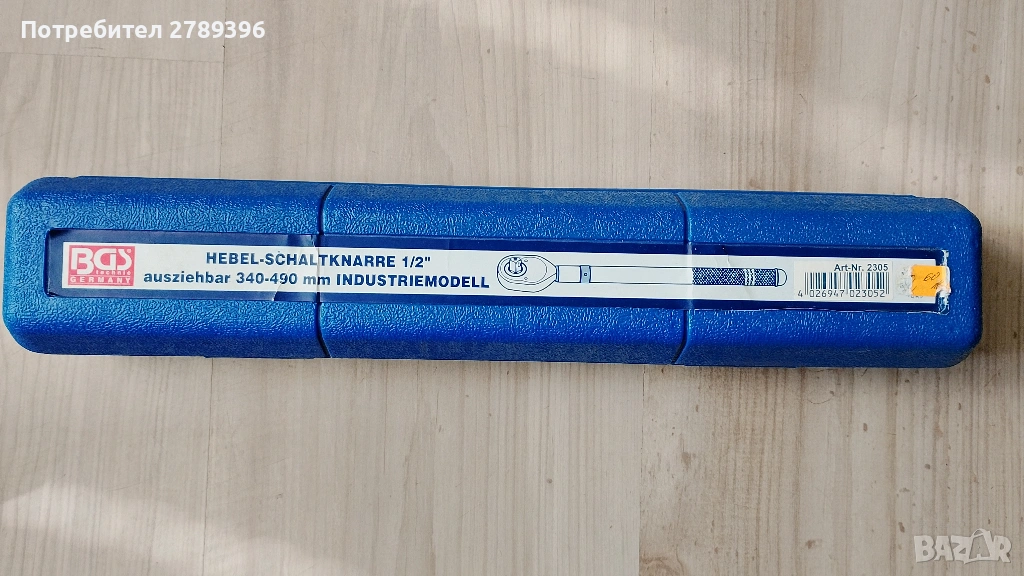 Потребител 2789396
BGS
technic
GERMANY
HEBEL-SCHALTKNARRE 1/2"
ausziehbar 340-490 mm INDUSTRIEMODELL
Art-Nr. 2305
4 026947 023052
BAZAR